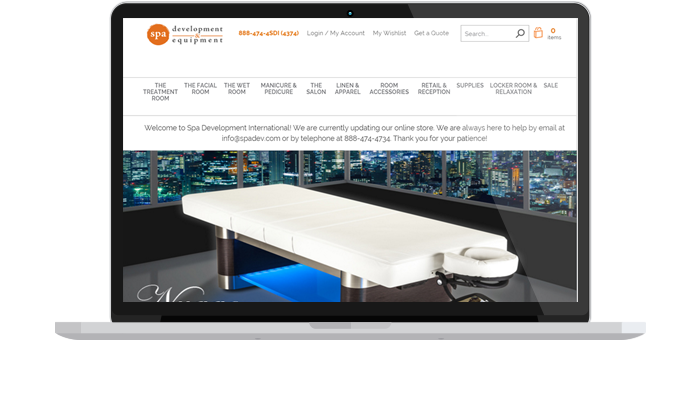 spa development & equipment
888-474-4SDI (4374) Login / My Account My Wishlist Get a Quote Search... 0 items
THE TREATMENT ROOM
THE FACIAL ROOM
THE WET ROOM
MANICURE & PEDICURE
THE SALON
LINEN & APPAREL
ROOM ACCESSORIES
RETAIL & RECEPTION
SUPPLIES
LOCKER ROOM & RELAXATION
SALE
Welcome to Spa Development International! We are currently updating our online store. We are always here to help by email at
info@spadev.com or by telephone at 888-474-4734. Thank you for your patience!